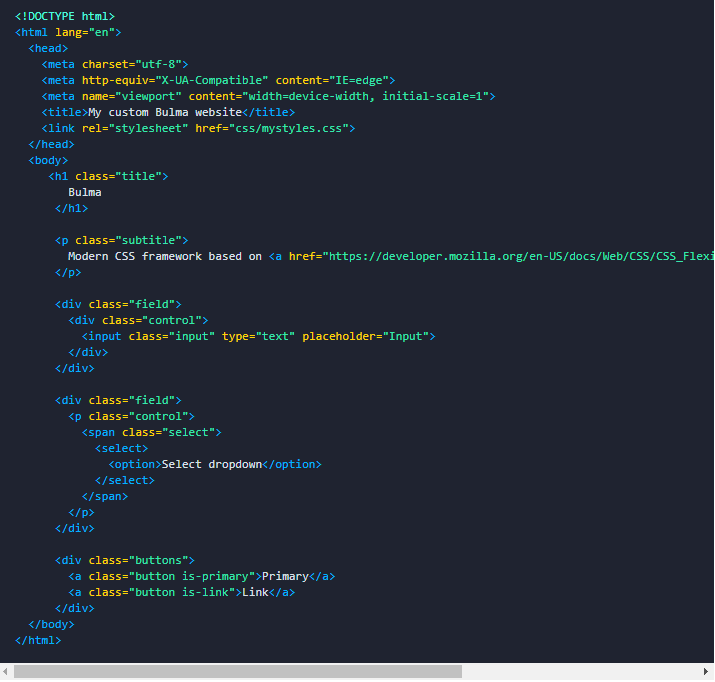 <!DOCTYPE html>
<html lang="en">
  <head>
    <meta charset="utf-8">
    <meta http-equiv="X-UA-Compatible" content="IE=edge">
    <meta name="viewport" content="width=device-width, initial-scale=1">
    <title>My custom Bulma website</title>
    <link rel="stylesheet" href="css/mystyles.css">
  </head>
  <body>
     <h1 class="title">
        Bulma
      </h1>

      <p class="subtitle">
        Modern CSS framework based on <a href="https://developer.mozilla.org/en-US/docs/Web/CSS/CSS_Flexi
      </p>

      <div class="field">
        <div class="control">
          <input class="input" type="text" placeholder="Input">
        </div>
      </div>

      <div class="field">
        <p class="control">
          <span class="select">
            <select>
              <option>Select dropdown</option>
            </select>
          </span>
        </p>
      </div>

      <div class="buttons">
        <a class="button is-primary">Primary</a>
        <a class="button is-link">Link</a>
      </div>
  </body>
</html>